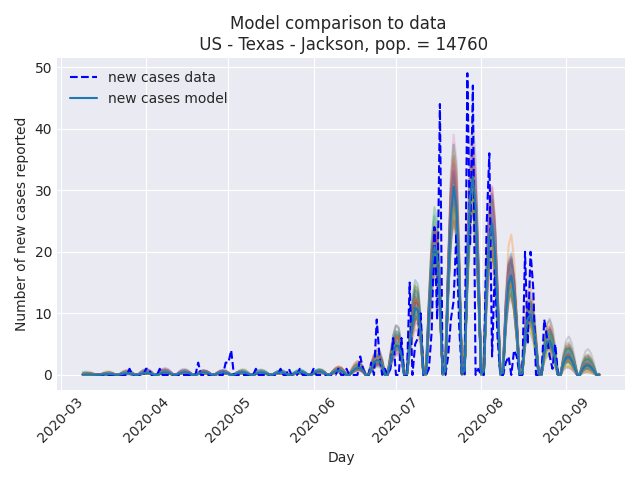 Model comparison to data
US - Texas - Jackson, pop. = 14760
50
40
30
20
10
0
Number of new cases reported
new cases data
new cases model
2020-03
2020-04
2020-05
2020-06
2020-07
2020-08
2020-09
Day